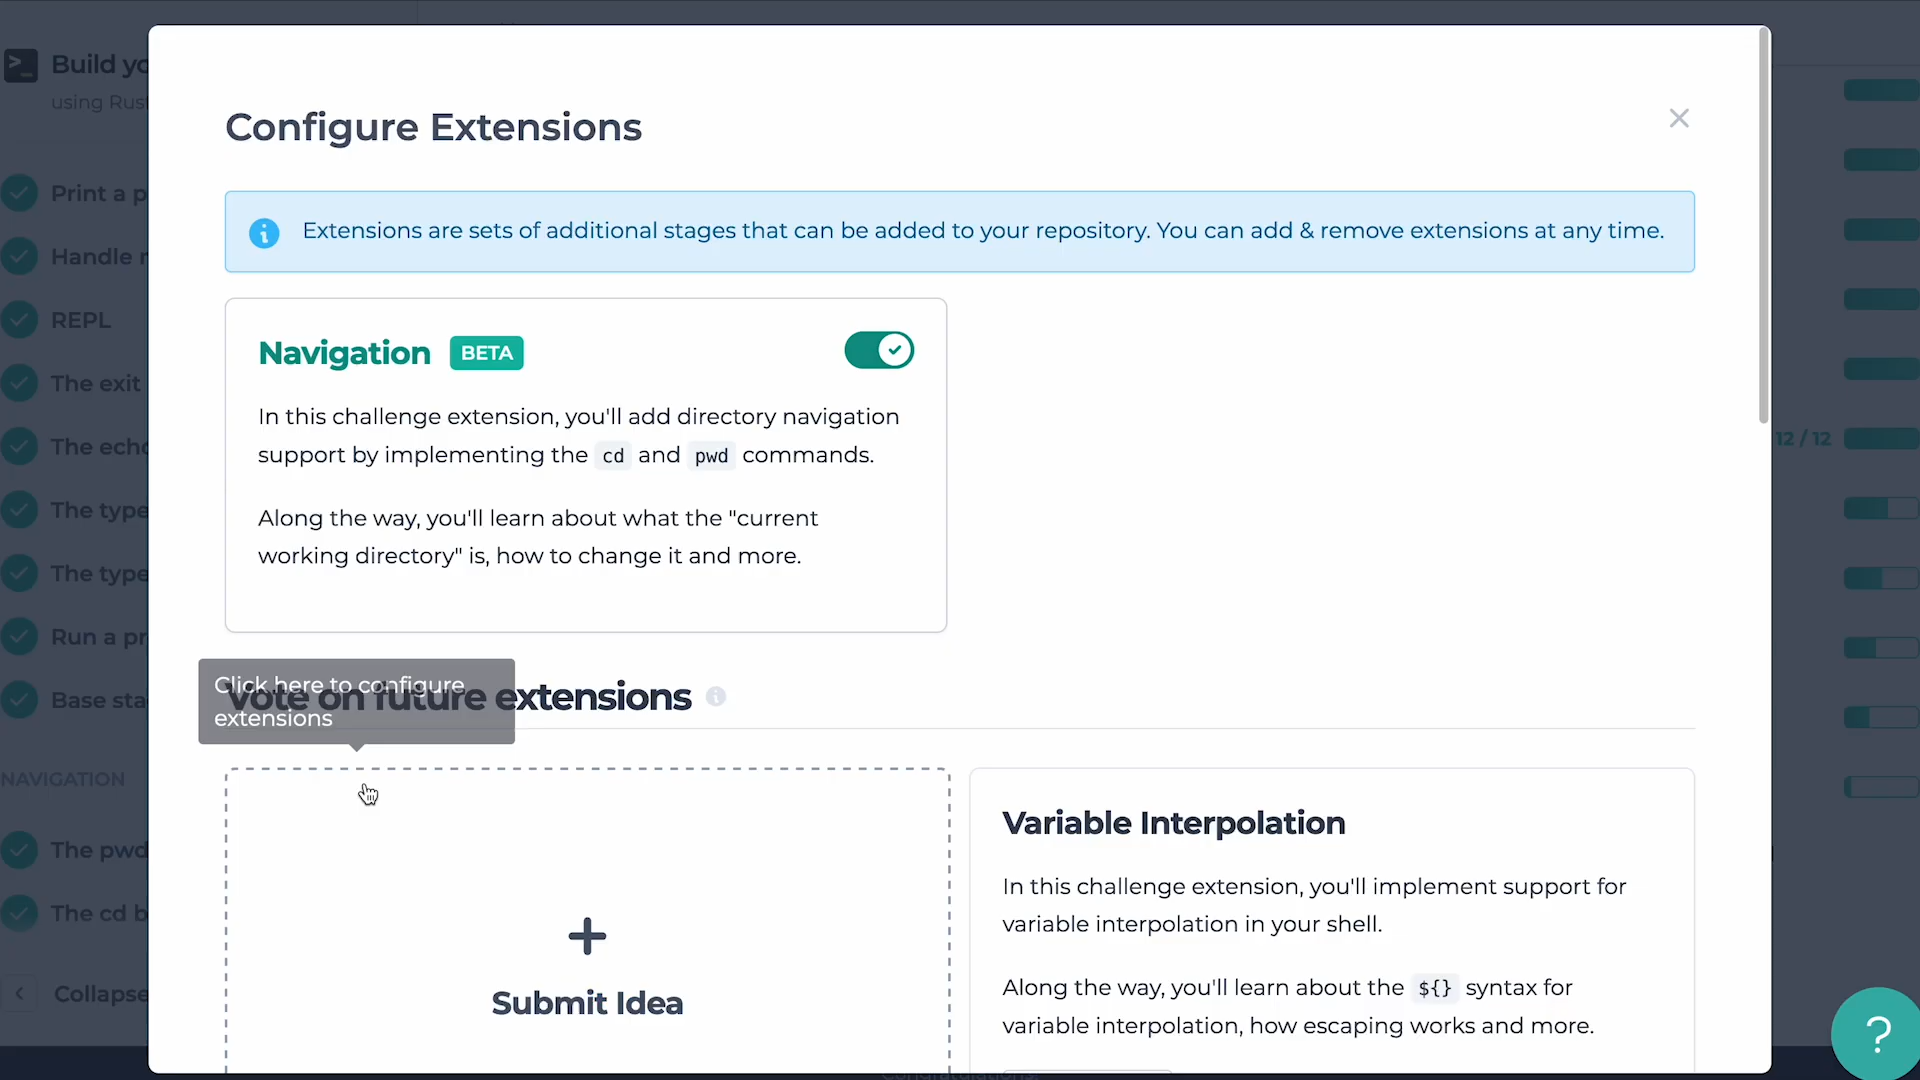 Build yo
using Rus
Print a p
Handle
REPL
The exit
The echo
The type
The type
Run a pr
Base sta
NAVIGATION
The pwd
The cd b
Collapse
Configure Extensions
Extensions are sets of additional stages that can be added to your repository. You can add & remove extensions at any time.
Navigation BETA
In this challenge extension, you'll add directory navigation
support by implementing the cd and pwd commands.
Along the way, you'll learn about what the "current
working directory" is, how to change it and more.
Click here to configure
extensions
Vote on future extensions
Submit Idea
Variable Interpolation
In this challenge extension, you'll implement support for
variable interpolation in your shell.
Along the way, you'll learn about the ${} syntax for
variable interpolation, how escaping works and more.
12 / 12
?